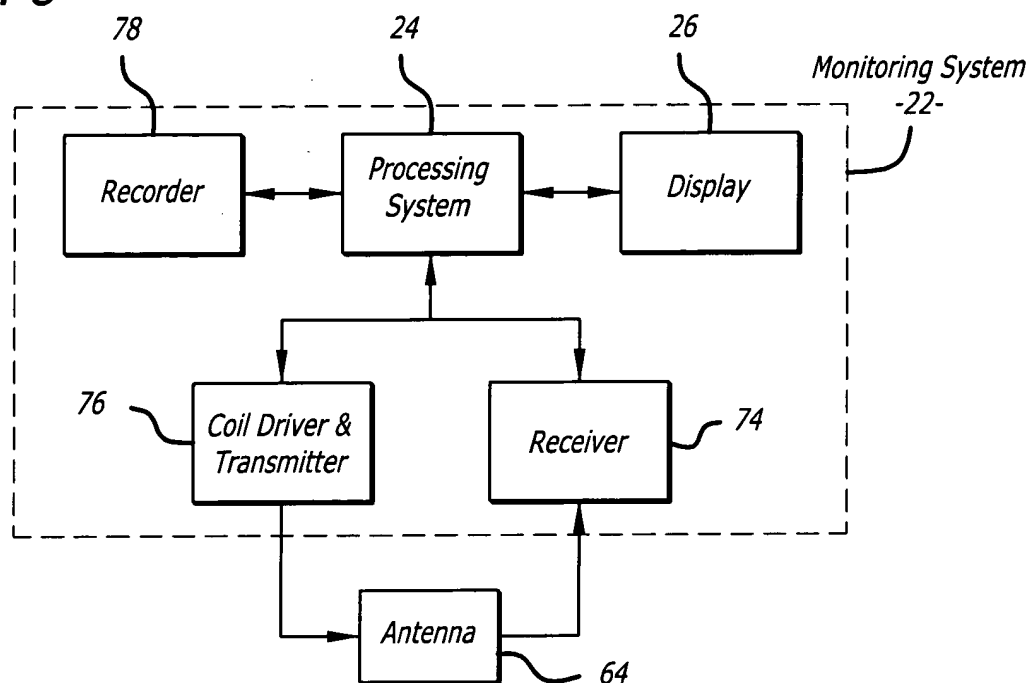 78
24
26
Monitoring System
-22-
Recorder
Processing
System
Display
76
Coil Driver &
Transmitter
Receiver
74
Antenna
64